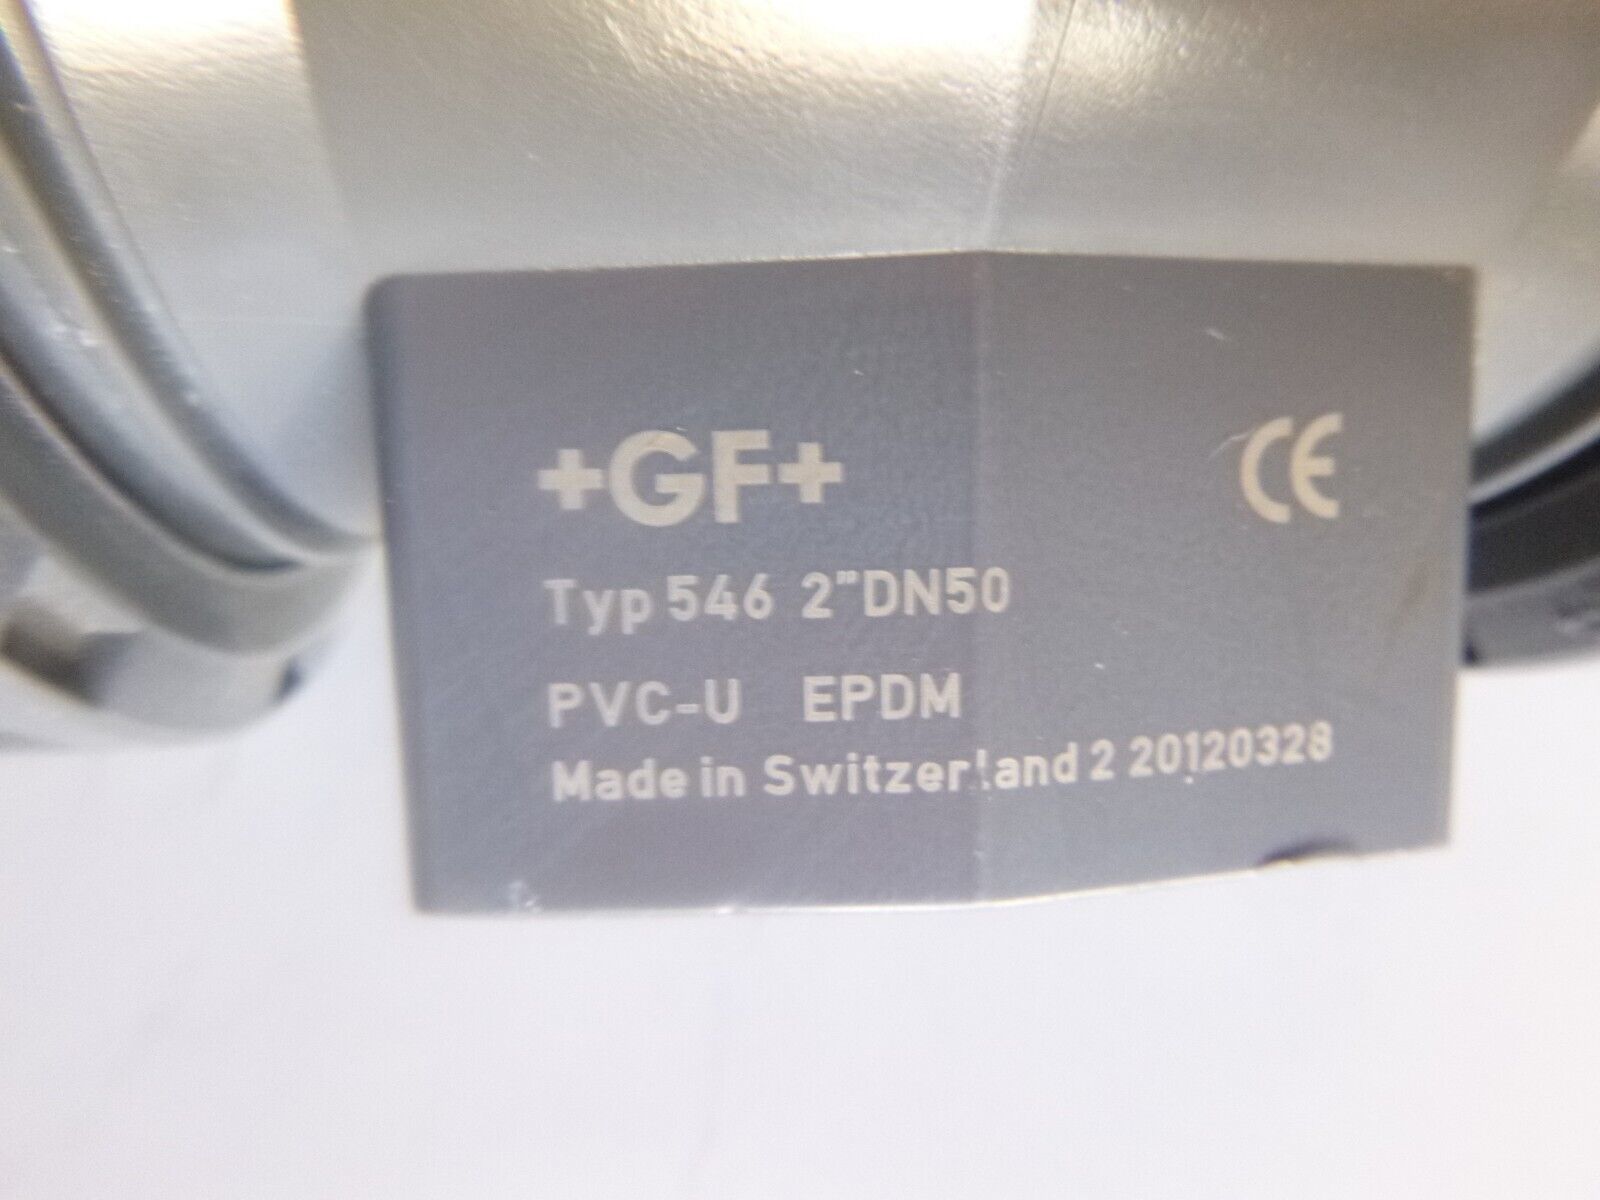 +GF+ CE
Typ 546 2"DN50
PVC-U EPDM
Made in Switzerland 2 20120328